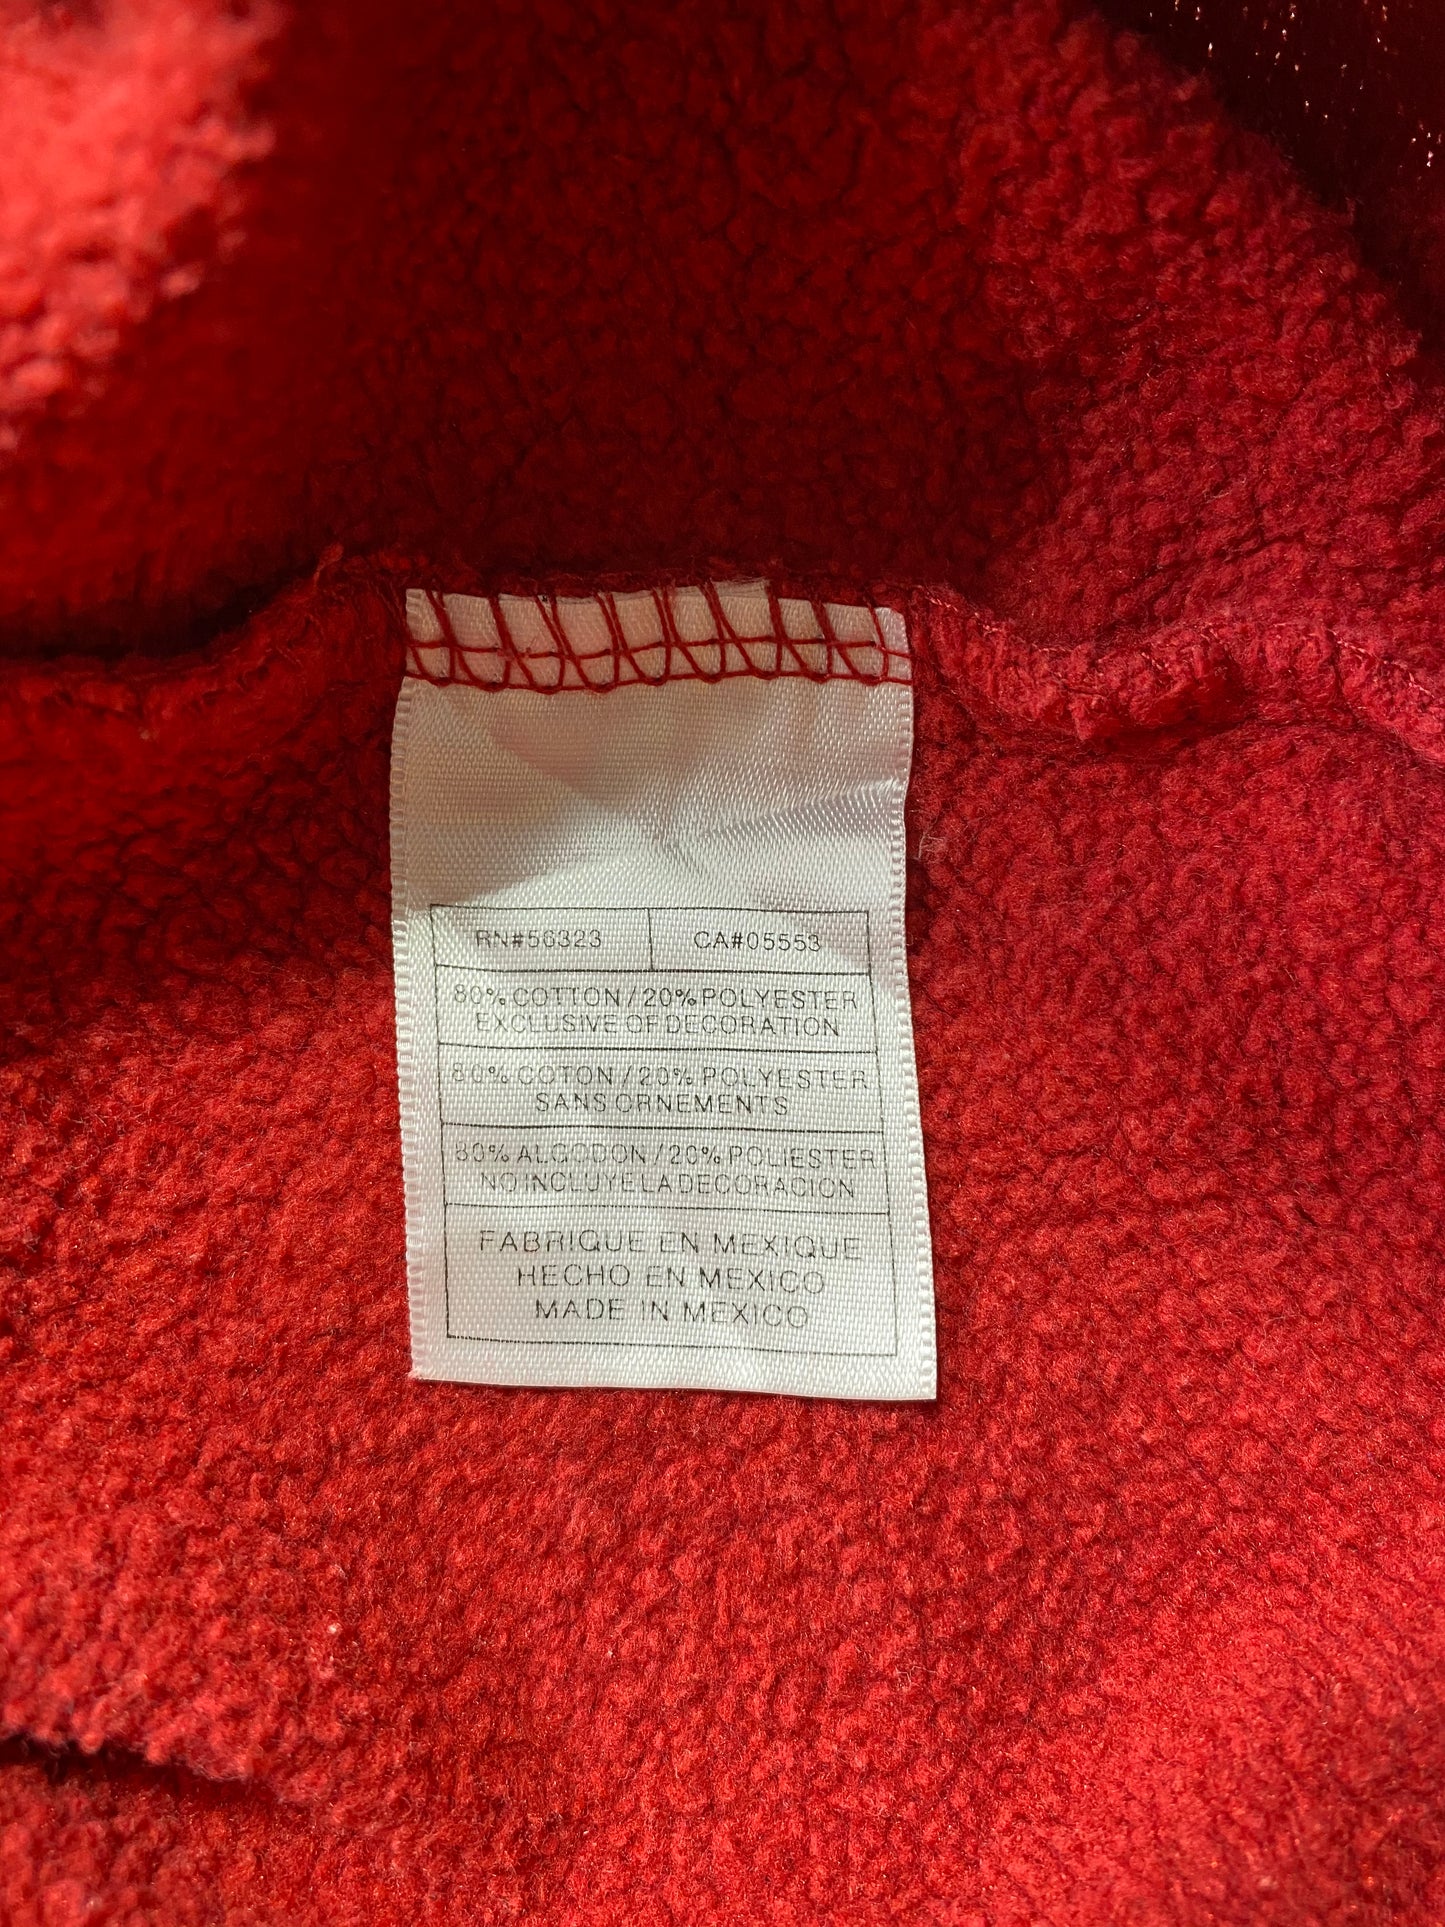 RN#56323 CA#05553
80% COTTON / 20% POLYESTER
EXCLUSIVE OF DECORATION
80% COTON / 20% POLYESTER
SANS ORNEMENTS
80% ALGODON / 20% POLIESTER
NO INCLUYE LA DECORACION
FABRIQUE EN MEXIQUE
HECHO EN MEXICO
MADE IN MEXICO